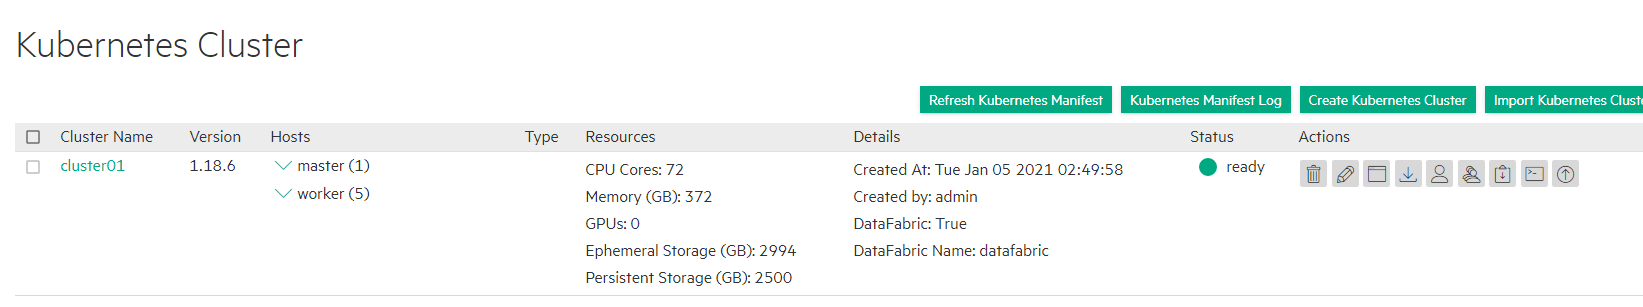 Kubernetes Cluster
Refresh Kubernetes Manifest Kubernetes Manifest Log Create Kubernetes Cluster Import Kubernetes
Cluster Name Version Hosts Type Resources Details Status Actions
cluster01 1.18.6 master (1) CPU Cores: 72 Created At: Tue Jan 05 2021 02:49:58 ready
worker (5) Memory (GB): 372 Created by: admin
GPUs: 0 DataFabric: True
Ephemeral Storage (GB): 2994 DataFabric Name: datafabric
Persistent Storage (GB): 2500